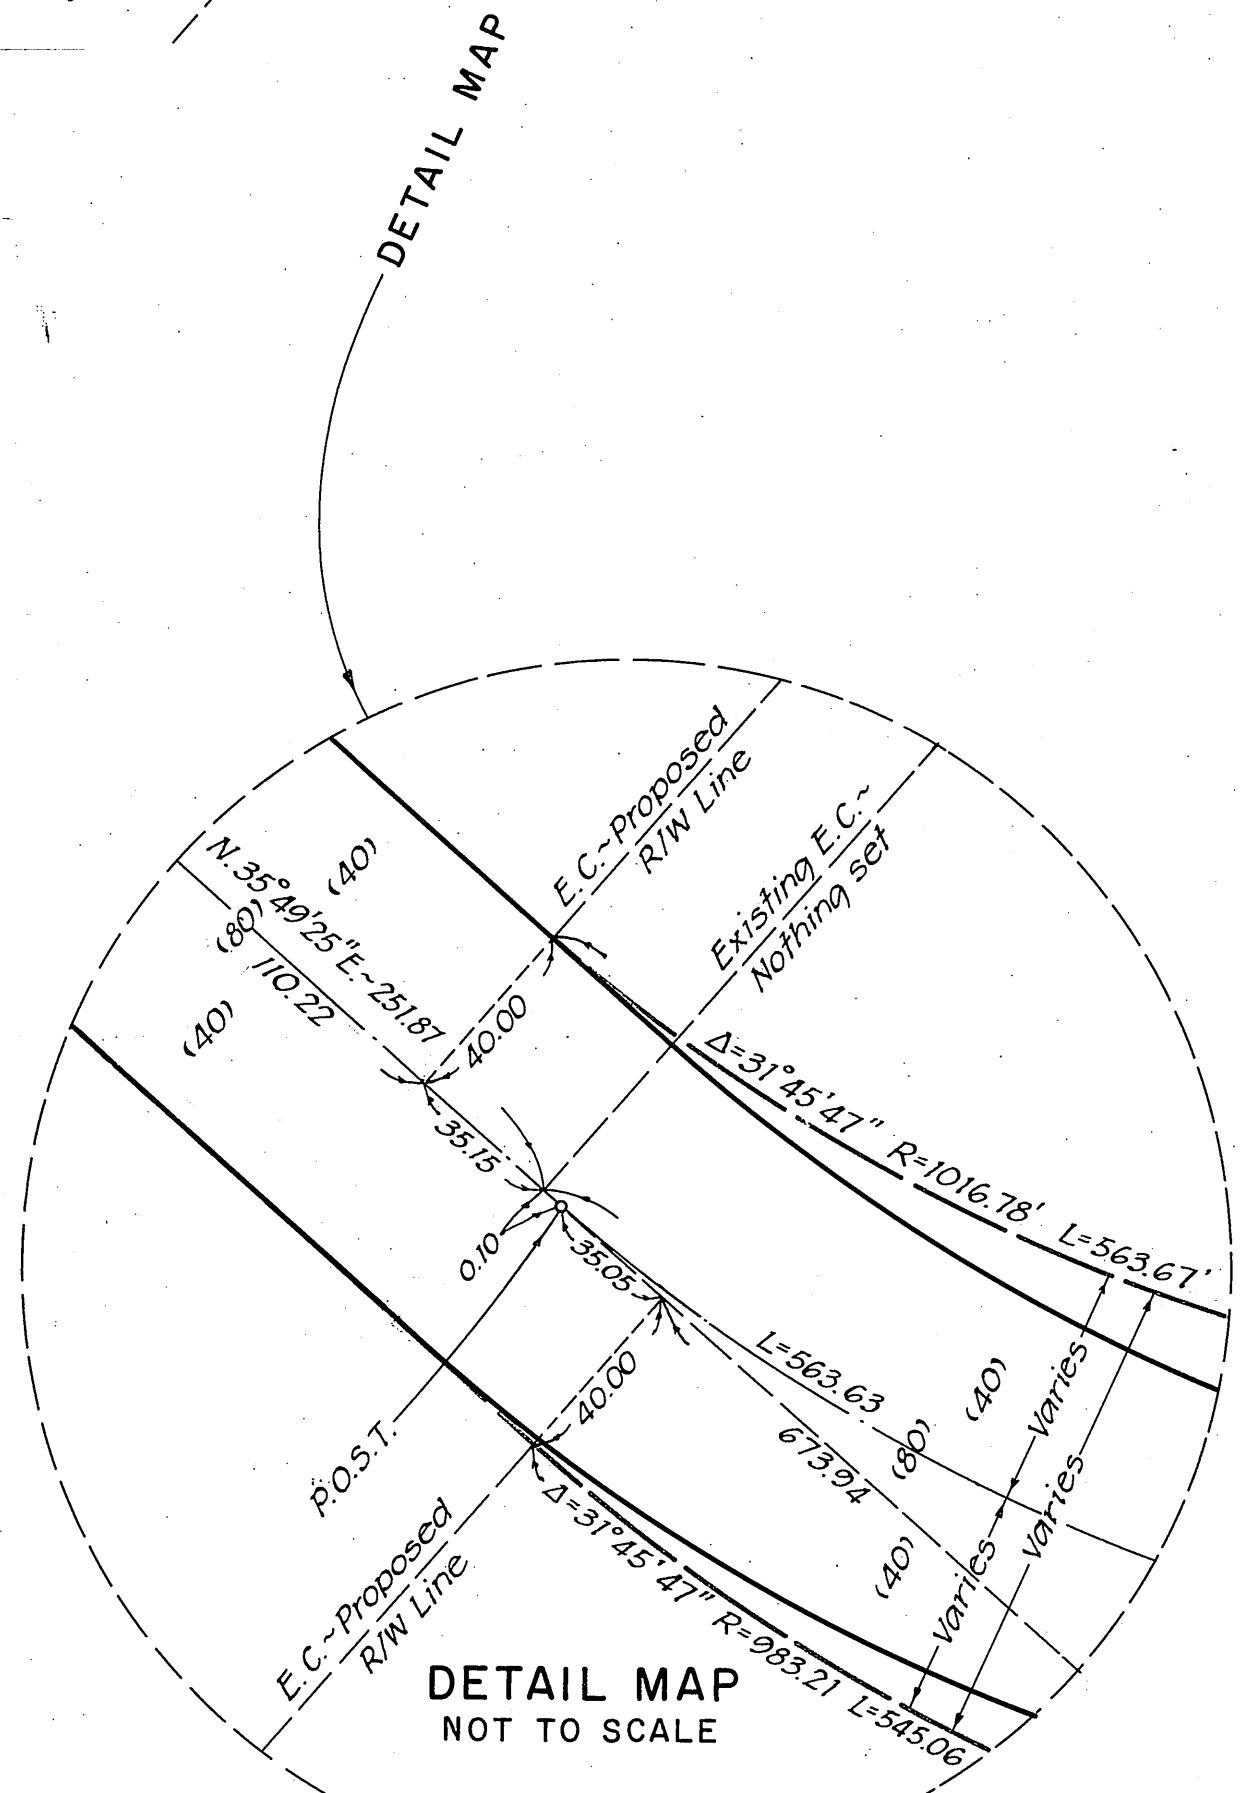 DETAIL MAP
E.C.~Proposed
R/W Line
Existing E.C.~
Nothing set
N.35°49'25"E.~251.87
(40)
(80)
110.22
(40)
40.00
35.15
Δ=31°45'47" R=1016.78' L=563.67'
0.10
35.05
L=563.63
40.00
673.94
(80)
(40)
Varies
Varies
(40)
Varies
P.O.S.T.
Δ=31°45'47" R=983.21 L=545.06
E.C.~Proposed
R/W Line
DETAIL MAP
NOT TO SCALE